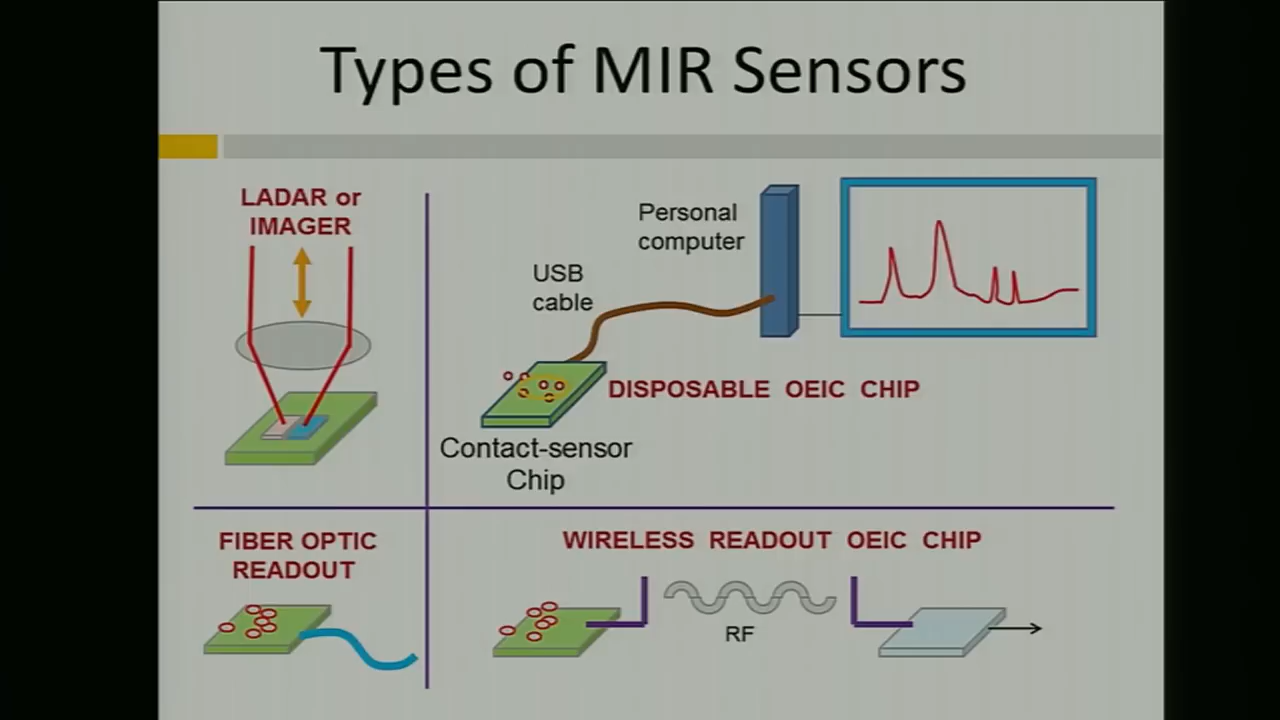 Types of MIR Sensors
LADAR or
IMAGER
Personal
computer
USB
cable
DISPOSABLE OEIC CHIP
Contact-sensor
Chip
FIBER OPTIC
READOUT
WIRELESS READOUT OEIC CHIP
RF